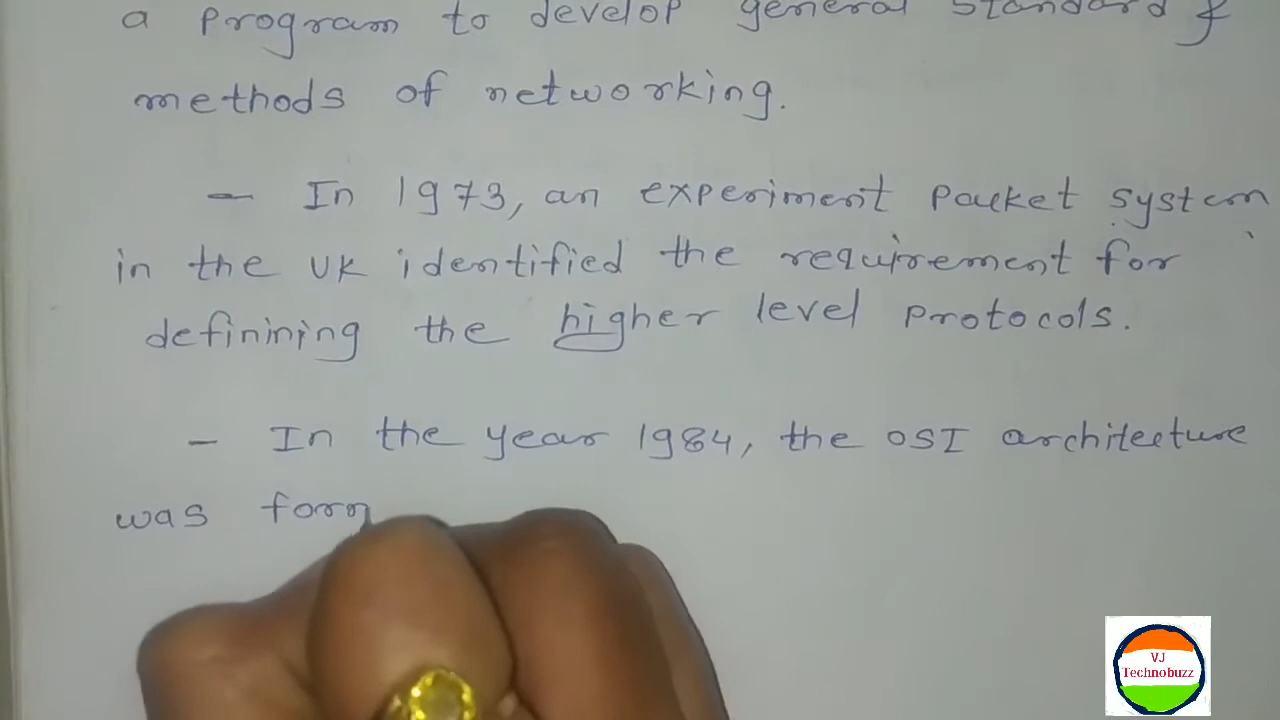 a program to develop general standard &
methods of networking.
- In 1973, an experiment packet system
in the UK identified the requirement for
definining the higher level protocols.
- In the year 1984, the OSI architecture
was form
VJ
Technobuzz